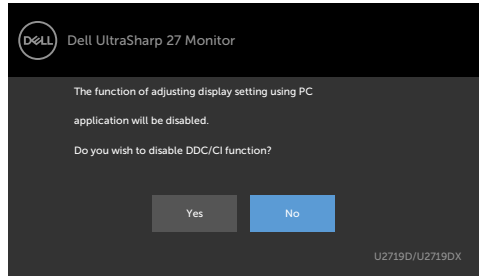 DELL
Dell UltraSharp 27 Monitor
The function of adjusting display setting using PC
application will be disabled.
Do you wish to disable DDC/CI function?
Yes
No
U2719D/U2719DX